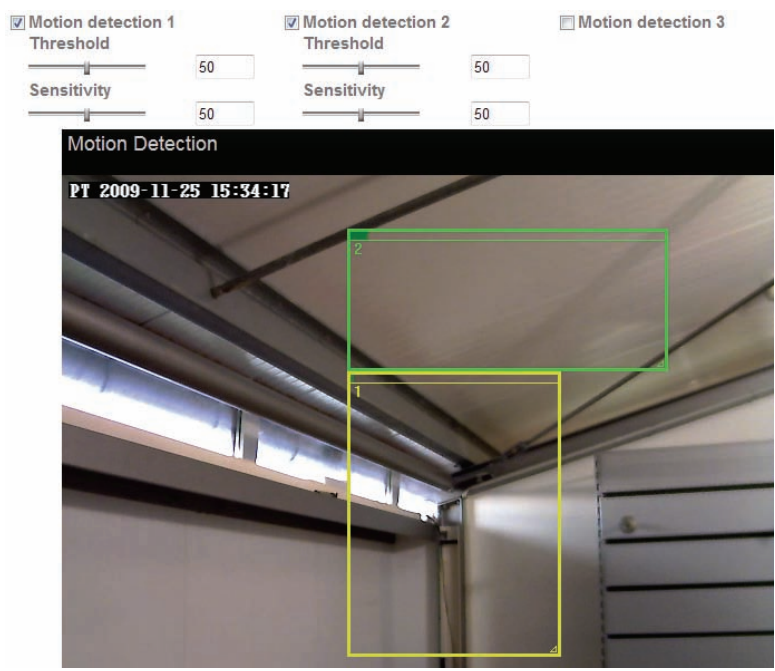 Motion detection 1 Motion detection 2 Motion detection 3
Threshold Threshold
50 50
Sensitivity Sensitivity
50 50
Motion Detection
PT 2009-11-25 15:34:17
2
1